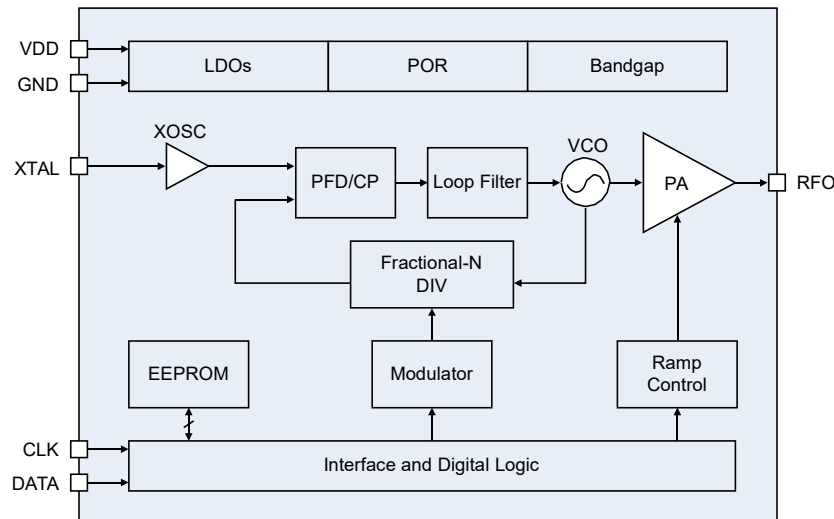 VDD
LDOs
POR
Bandgap
GND
XOSC
XTAL
PFD/CP
Loop Filter
VCO
PA
RFO
Fractional-N
DIV
EEPROM
Modulator
Ramp
Control
CLK
Interface and Digital Logic
DATA